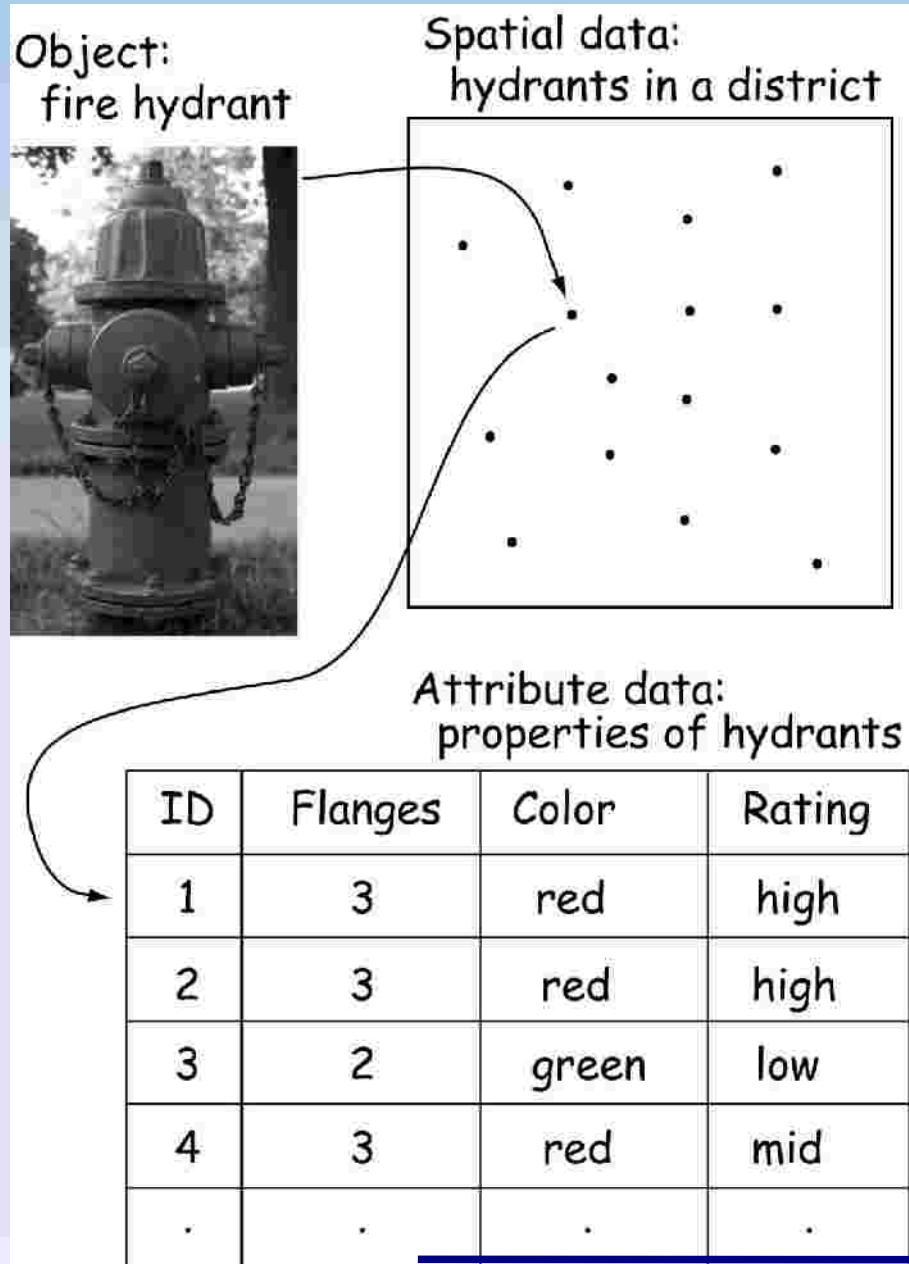 Object:
fire hydrant
Spatial data:
hydrants in a district
Attribute data:
properties of hydrants
ID Flanges Color Rating
1 3 red high
2 3 red high
3 2 green low
4 3 red mid
. . . .